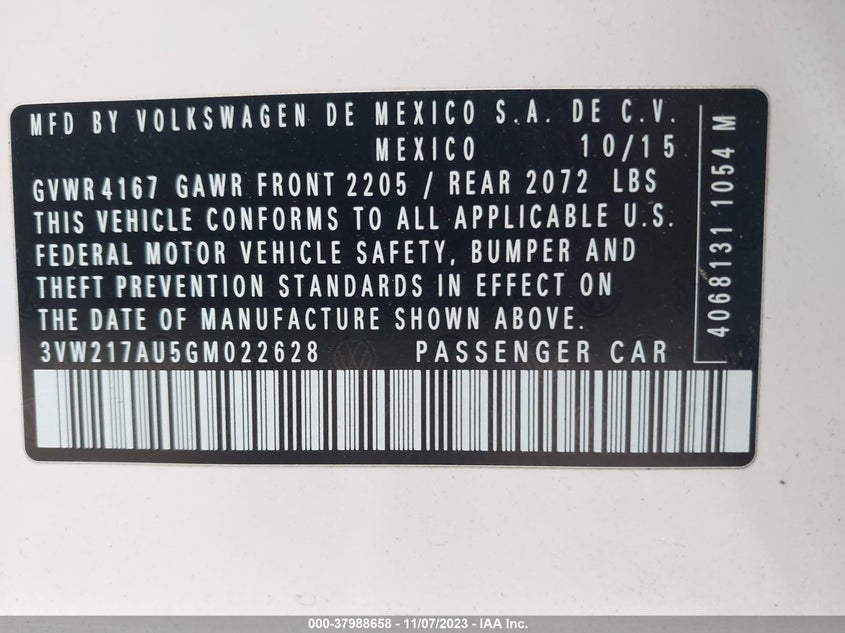 MFD BY VOLKSWAGEN DE MEXICO S.A. DE C.V.
MEXICO 10/15
GVWR 4167 GAWR FRONT 2205 / REAR 2072 LBS
THIS VEHICLE CONFORMS TO ALL APPLICABLE U.S.
FEDERAL MOTOR VEHICLE SAFETY, BUMPER AND
THEFT PREVENTION STANDARDS IN EFFECT ON
THE DATE OF MANUFACTURE SHOWN ABOVE.
3VW217AU5GM022628 PASSENGER CAR
4068131 1054 M
000-37988658 - 11/07/2023 - IAA Inc.